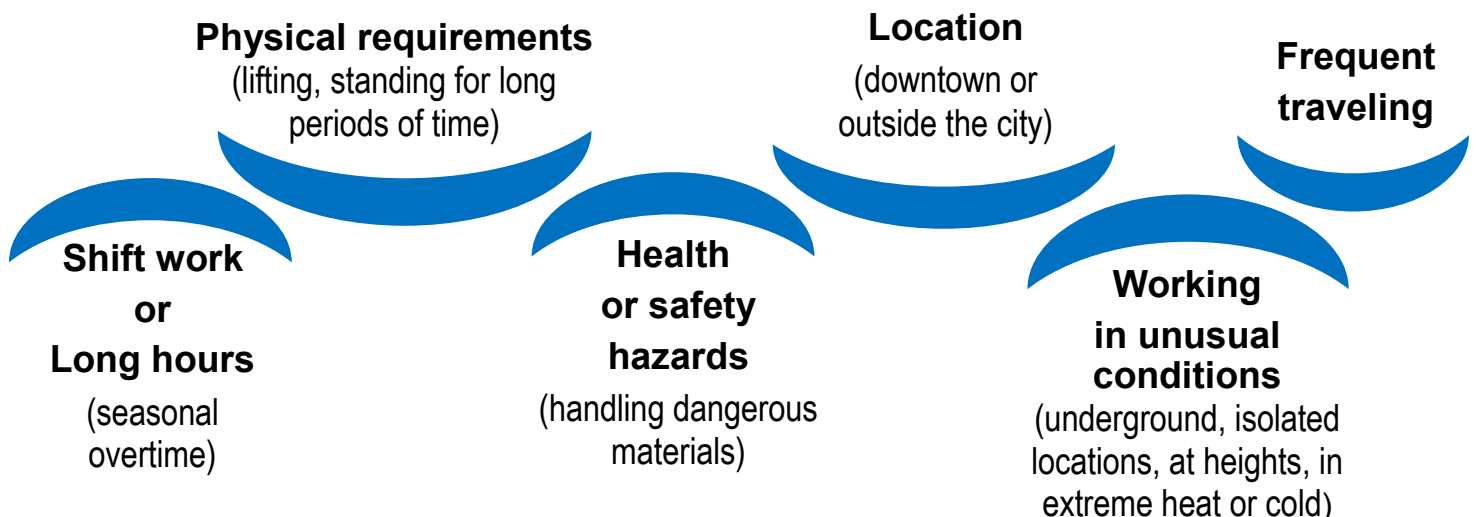 Physical requirements
(lifting, standing for long
periods of time)
Location
(downtown or
outside the city)
Frequent
traveling
Shift work
or
Long hours
(seasonal
overtime)
Health
or safety
hazards
(handling dangerous
materials)
Working
in unusual
conditions
(underground, isolated
locations, at heights, in
extreme heat or cold)